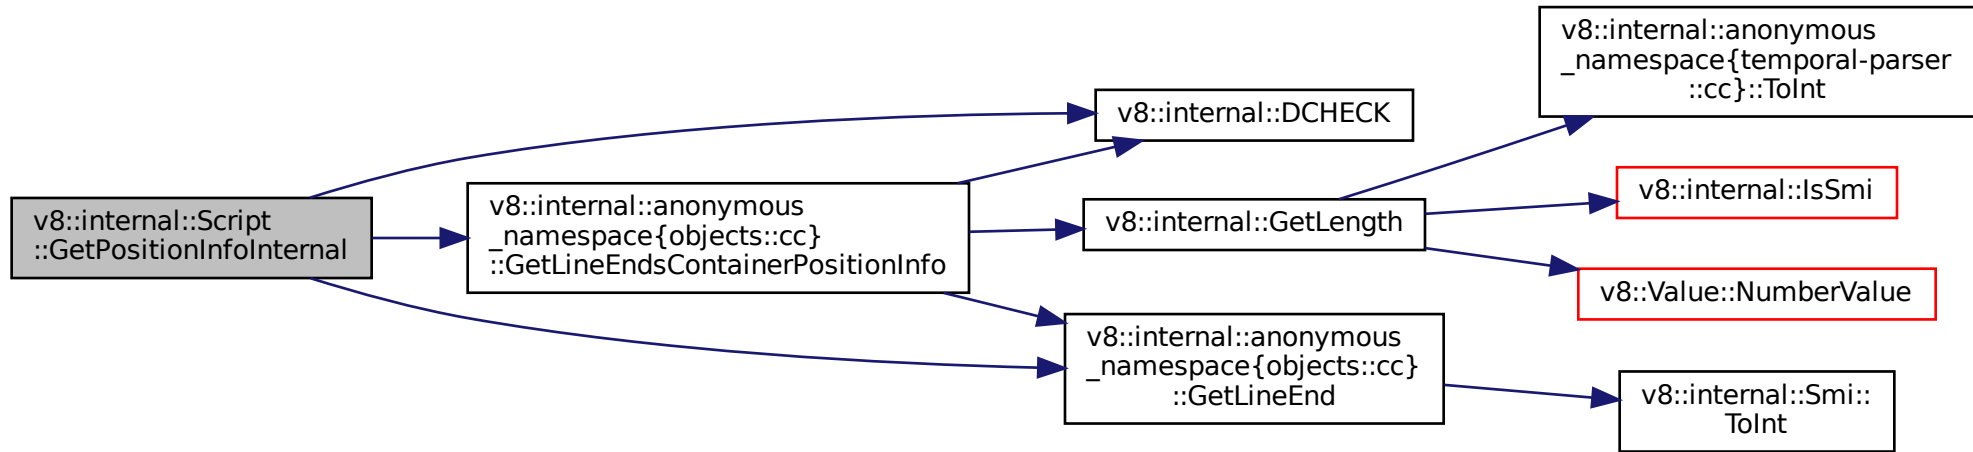 v8::internal::Script
::GetPositionInfoInternal
v8::internal::anonymous
_namespace{objects::cc}
::GetLineEndsContainerPositionInfo
v8::internal::DCHECK
v8::internal::GetLength
v8::internal::anonymous
_namespace{objects::cc}
::GetLineEnd
v8::internal::anonymous
_namespace{temporal-parser
::cc}::ToInt
v8::internal::IsSmi
v8::Value::NumberValue
v8::internal::Smi::
ToInt